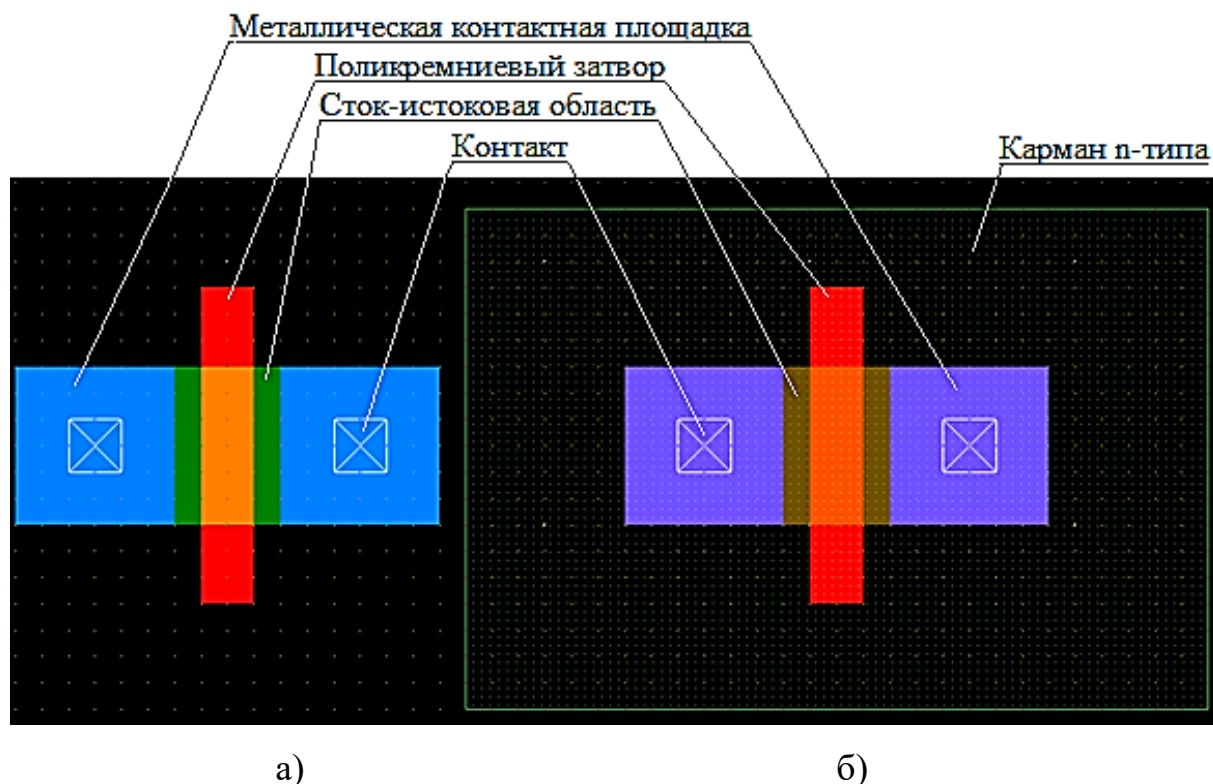 Металлическая контактная площадка
Поликремниевый затвор
Сток-истоковая область
Контакт
Карман n-типа
а)
б)